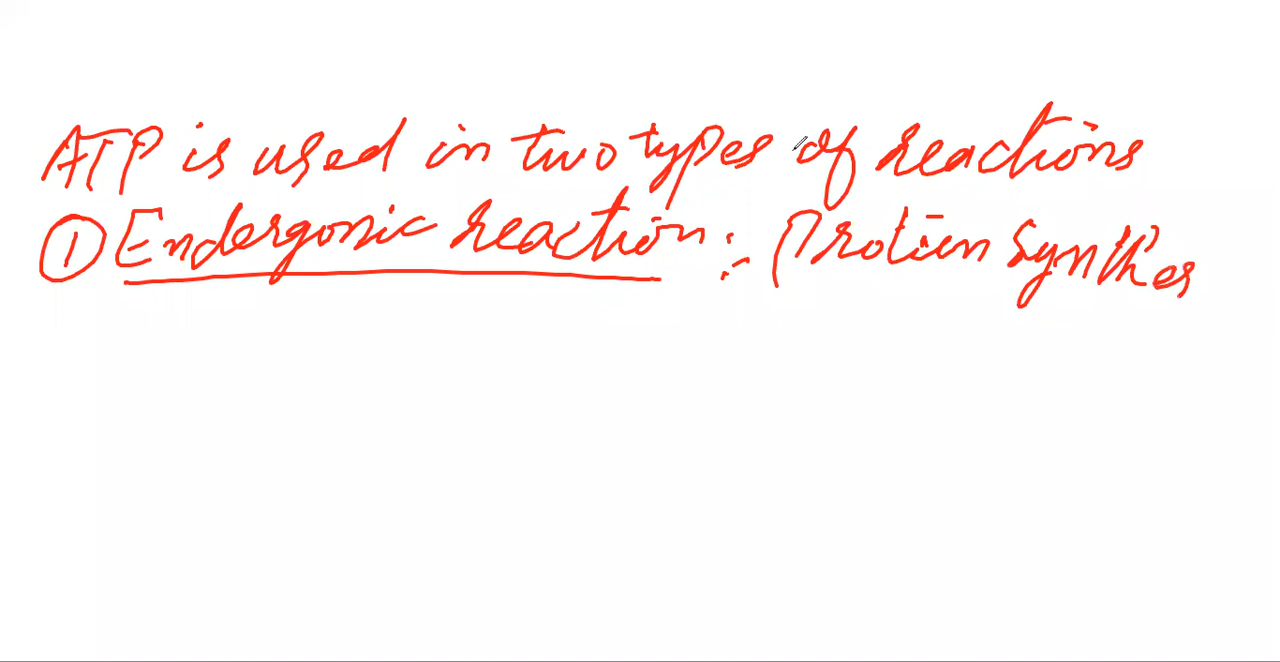 ATP is used in two types of reactions
① Endergonic reaction :- Protien Synthes